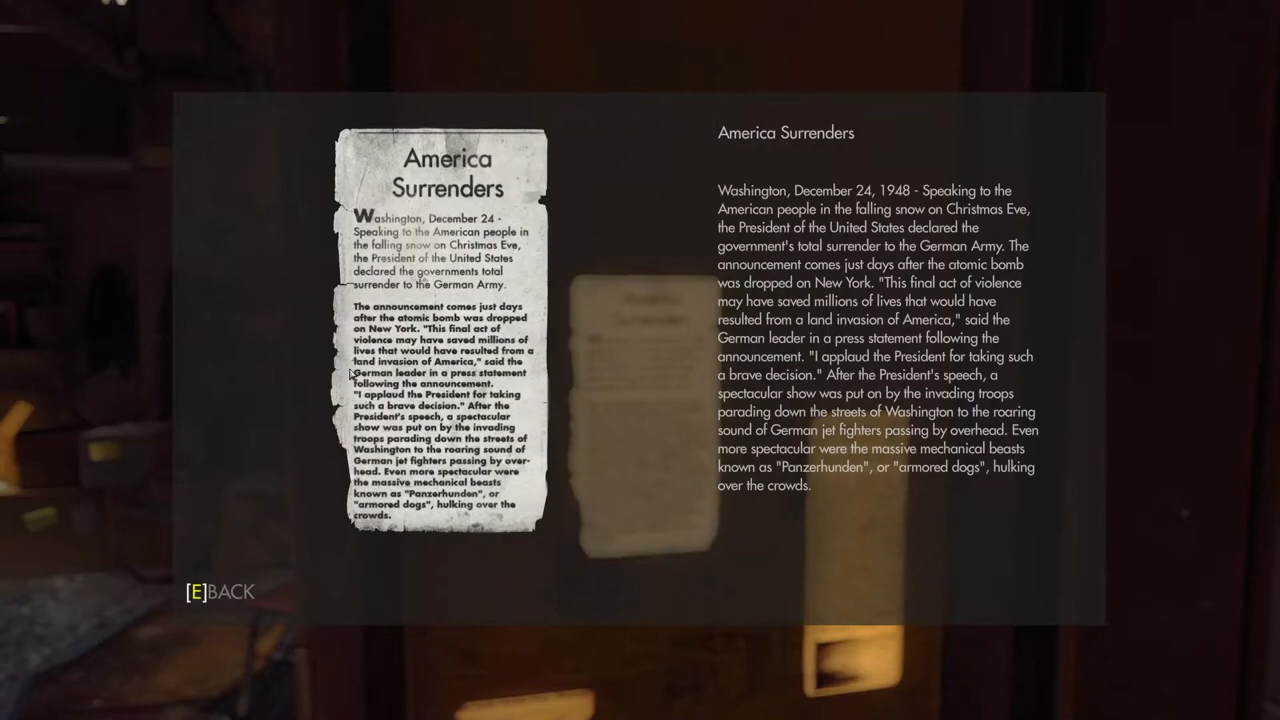 America
Surrenders
Washington, December 24 -
Speaking to the American people in
the falling snow on Christmas Eve,
the President of the United States
declared the governments total
surrender to the German Army.
The announcement comes just days
after the atomic bomb was dropped
on New York. "This final act of
violence may have saved millions of
lives that would have resulted from a
land invasion of America," said the
German leader in a press statement
following the announcement.
"I applaud the President for taking
such a brave decision." After the
President's speech, a spectacular
show was put on by the invading
troops parading down the streets of
Washington to the roaring sound of
German jet fighters passing by over-
head. Even more spectacular were
the massive mechanical beasts
known as "Panzerhunden", or
"armored dogs", hulking over the
crowds.
America Surrenders
Washington, December 24, 1948 - Speaking to the
American people in the falling snow on Christmas Eve,
the President of the United States declared the
government's total surrender to the German Army. The
announcement comes just days after the atomic bomb
was dropped on New York. "This final act of violence
may have saved millions of lives that would have
resulted from a land invasion of America," said the
German leader in a press statement following the
announcement. "I applaud the President for taking such
a brave decision." After the President's speech, a
spectacular show was put on by the invading troops
parading down the streets of Washington to the roaring
sound of German jet fighters passing by overhead. Even
more spectacular were the massive mechanical beasts
known as "Panzerhunden", or "armored dogs", hulking
over the crowds.
[E]BACK